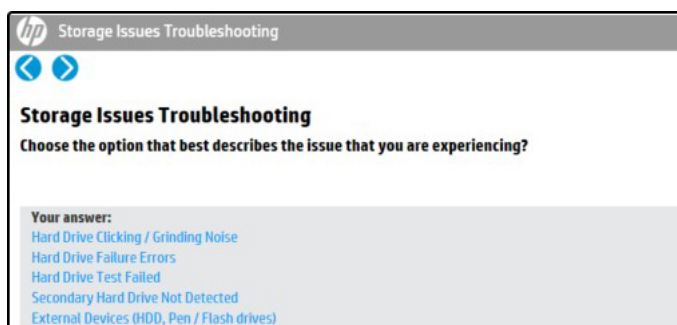 hp Storage Issues Troubleshooting
Storage Issues Troubleshooting
Choose the option that best describes the issue that you are experiencing?
Your answer:
Hard Drive Clicking / Grinding Noise
Hard Drive Failure Errors
Hard Drive Test Failed
Secondary Hard Drive Not Detected
External Devices (HDD, Pen / Flash drives)